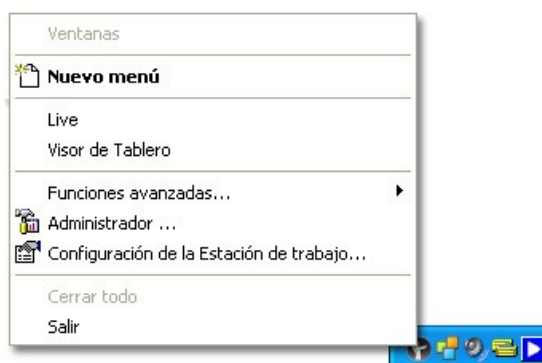 Ventanas
Nuevo menú
Live
Visor de Tablero
Funciones avanzadas...
Administrador ...
Configuración de la Estación de trabajo...
Cerrar todo
Salir